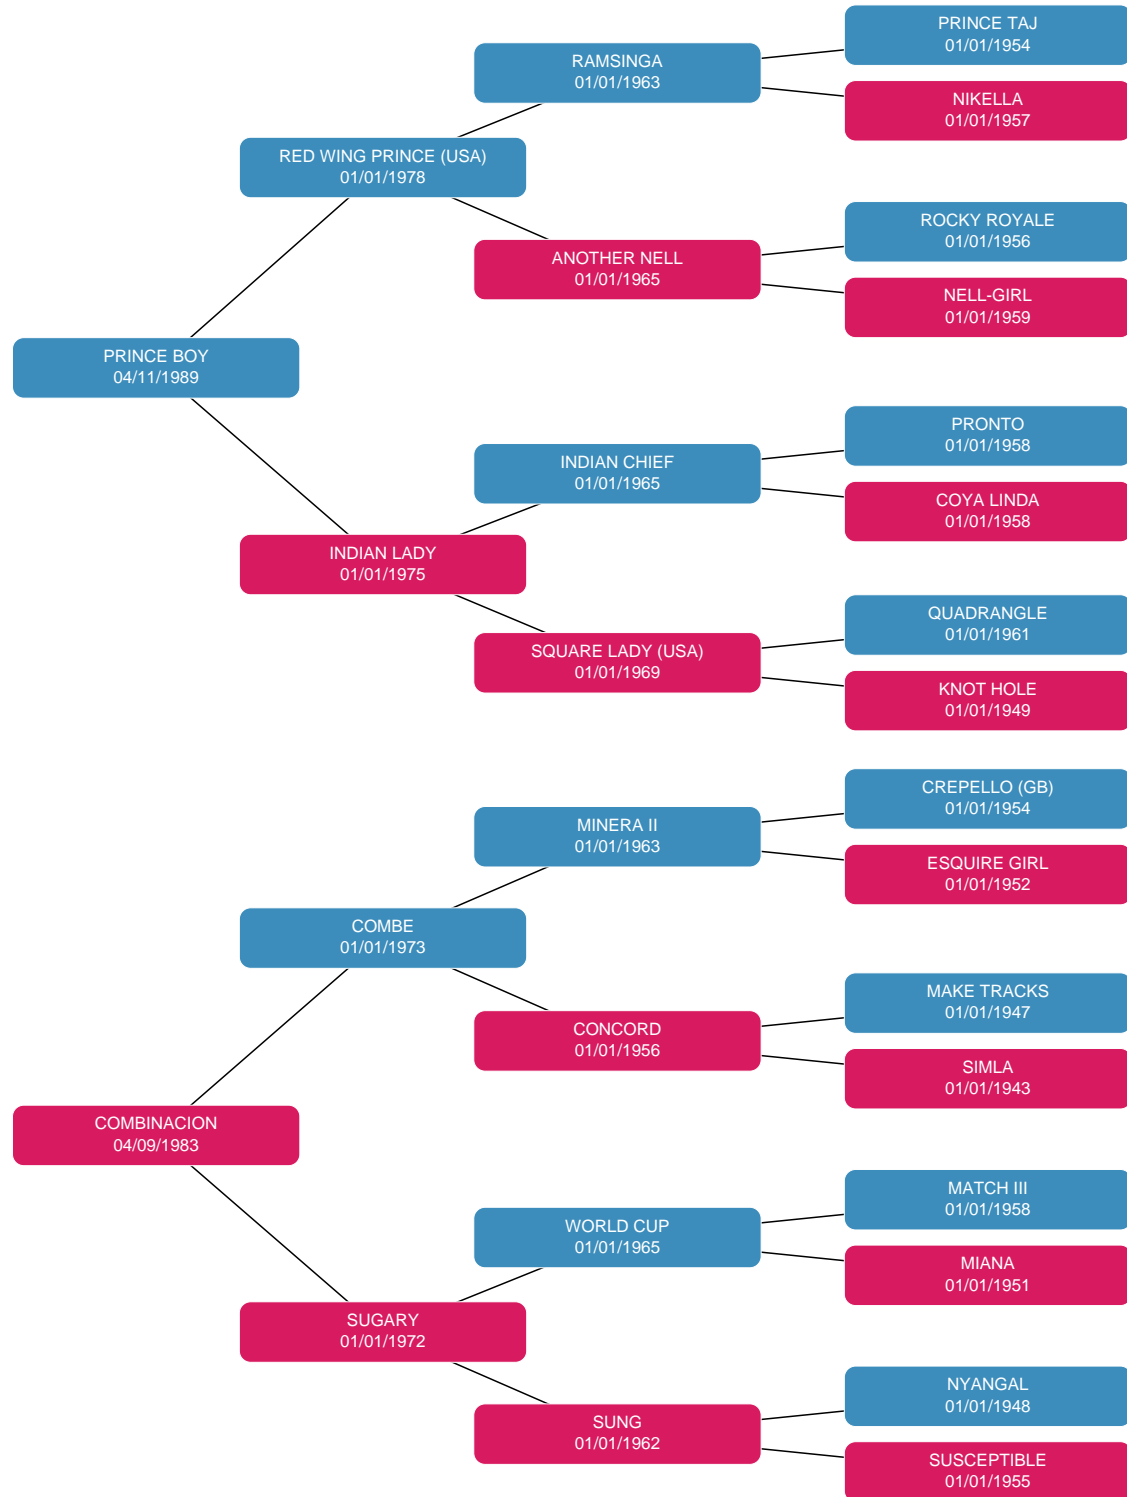 PRINCE TAJ
01/01/1954
RAMSINGA
01/01/1963
NIKELLA
01/01/1957
RED WING PRINCE (USA)
01/01/1978
ROCKY ROYALE
01/01/1956
ANOTHER NELL
01/01/1965
NELL-GIRL
01/01/1959
PRINCE BOY
04/11/1989
PRONTO
01/01/1958
INDIAN CHIEF
01/01/1965
COYA LINDA
01/01/1958
INDIAN LADY
01/01/1975
QUADRANGLE
01/01/1961
SQUARE LADY (USA)
01/01/1969
KNOT HOLE
01/01/1949
CREPELLO (GB)
01/01/1954
MINERA II
01/01/1963
ESQUIRE GIRL
01/01/1952
COMBE
01/01/1973
MAKE TRACKS
01/01/1947
CONCORD
01/01/1956
SIMLA
01/01/1943
COMBINACION
04/09/1983
MATCH III
01/01/1958
WORLD CUP
01/01/1965
MIANA
01/01/1951
SUGARY
01/01/1972
NYANGAL
01/01/1948
SUNG
01/01/1962
SUSCEPTIBLE
01/01/1955